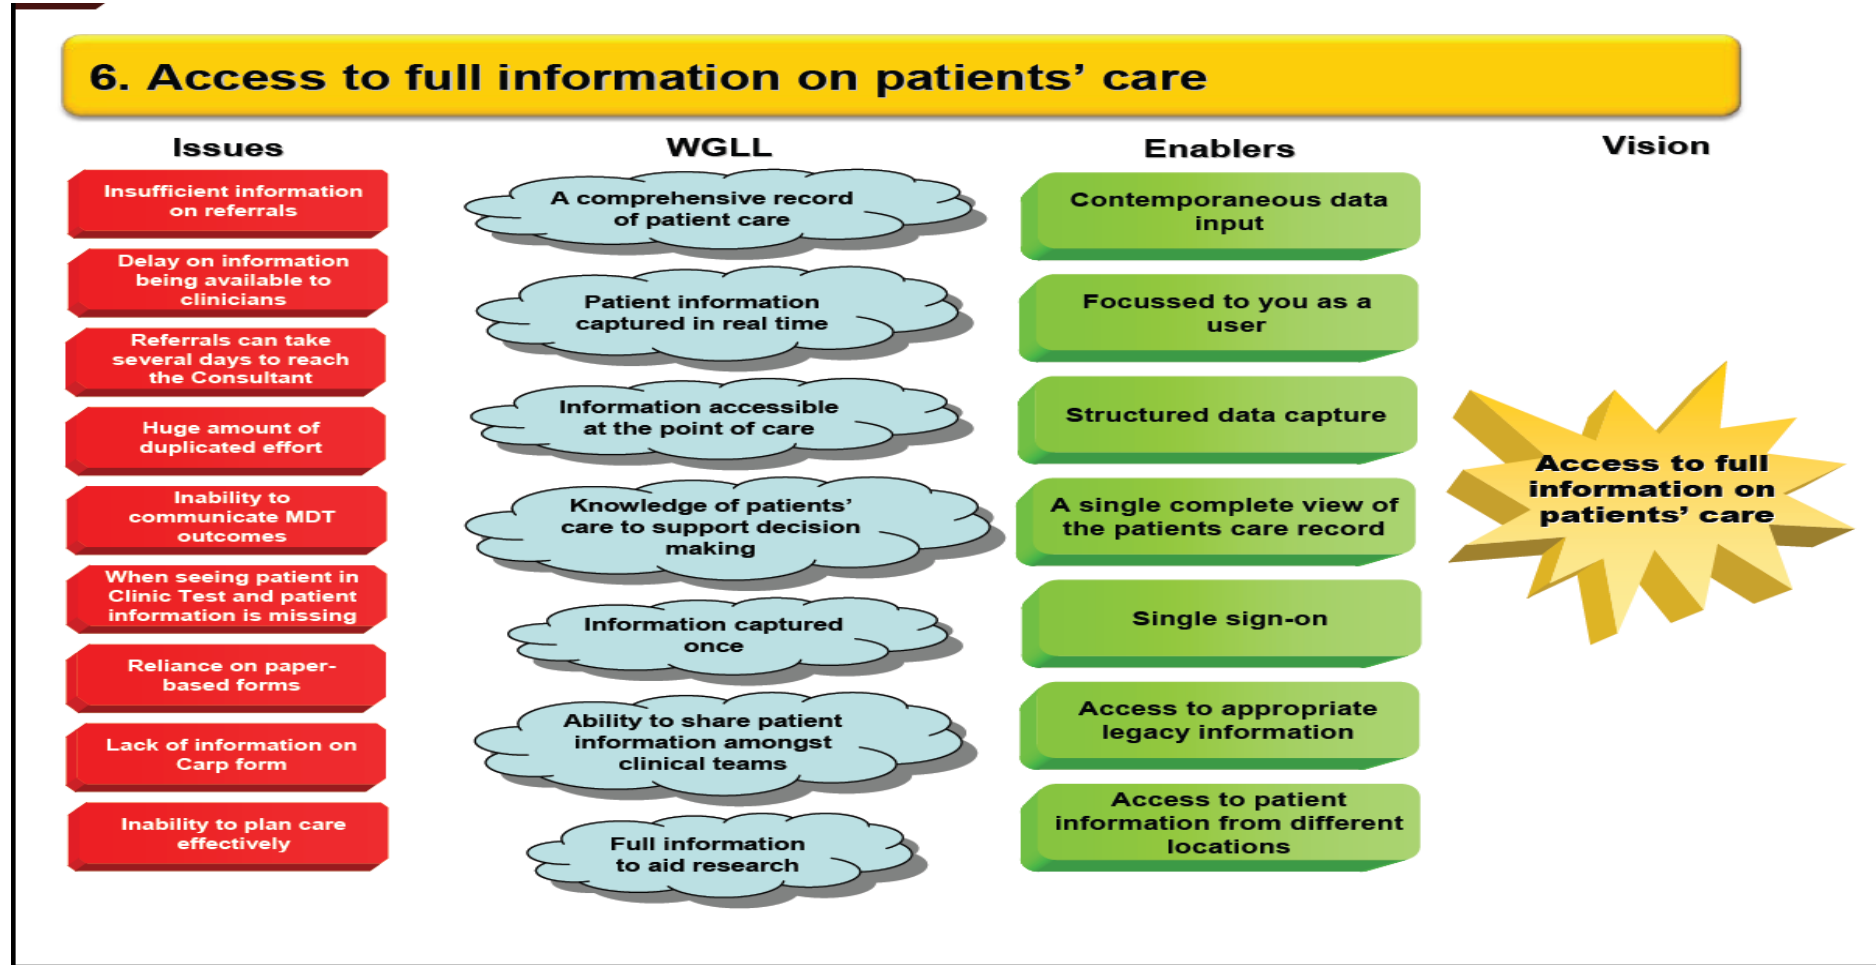 6. Access to full information on patients’ care
Issues
Insufficient information
on referrals
Delay on information
being available to
clinicians
Referrals can take
several days to reach
the Consultant
Huge amount of
duplicated effort
Inability to
communicate MDT
outcomes
When seeing patient in
Clinic Test and patient
information is missing
Reliance on paper-
based forms
Lack of information on
Carp form
Inability to plan care
effectively
WGLL
A comprehensive record
of patient care
Patient information
captured in real time
Information accessible
at the point of care
Knowledge of patients’
care to support decision
making
Information captured
once
Ability to share patient
information amongst
clinical teams
Full information
to aid research
Enablers
Contemporaneous data
input
Focussed to you as a
user
Structured data capture
A single complete view of
the patients care record
Single sign-on
Access to appropriate
legacy information
Access to patient
information from different
locations
Vision
Access to full
information on
patients’ care